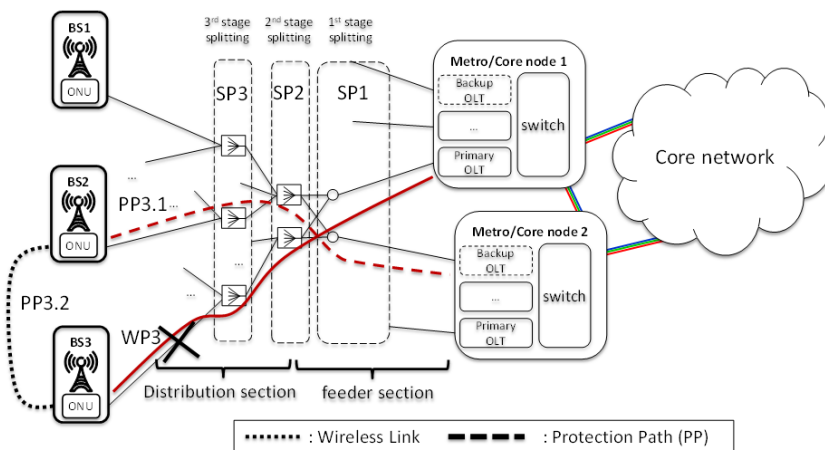 3rd stage
splitting
2nd stage
splitting
1st stage
splitting
BS1
ONU
SP3
SP2
SP1
Metro/Core node 1
Backup
OLT
...
Primary
OLT
switch
Core network
...
BS2
ONU
PP3.1
...
...
...
Metro/Core node 2
Backup
OLT
...
Primary
OLT
switch
PP3.2
WP3
BS3
ONU
Distribution section
feeder section
: Wireless Link
: Protection Path (PP)